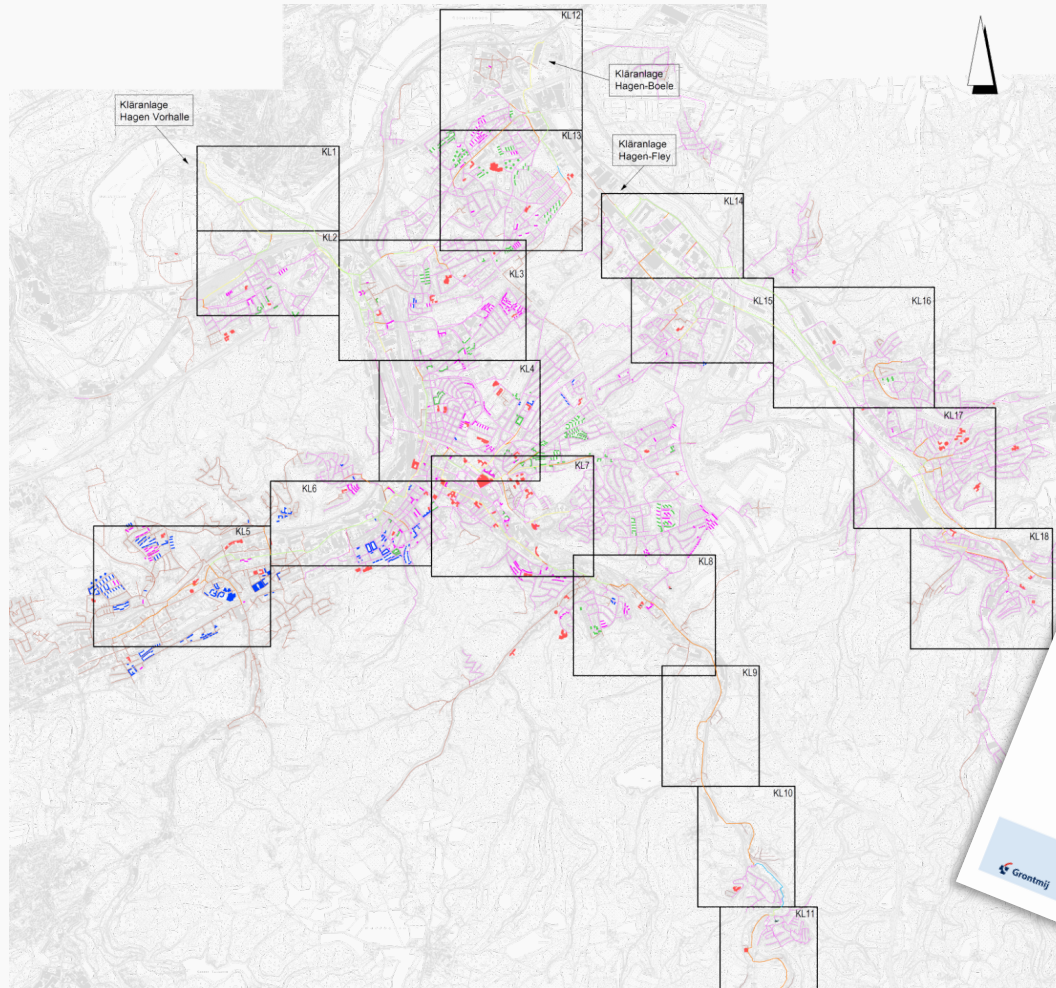 KL12
Kläranlage
Hagen-Boele
Kläranlage
Hagen Vorhalle
KL13
Kläranlage
Hagen-Fley
KL1
KL14
KL2
KL3
KL15
KL16
KL4
KL17
KL7
KL6
KL5
KL18
KL8
KL9
KL10
Grontmij
KL11